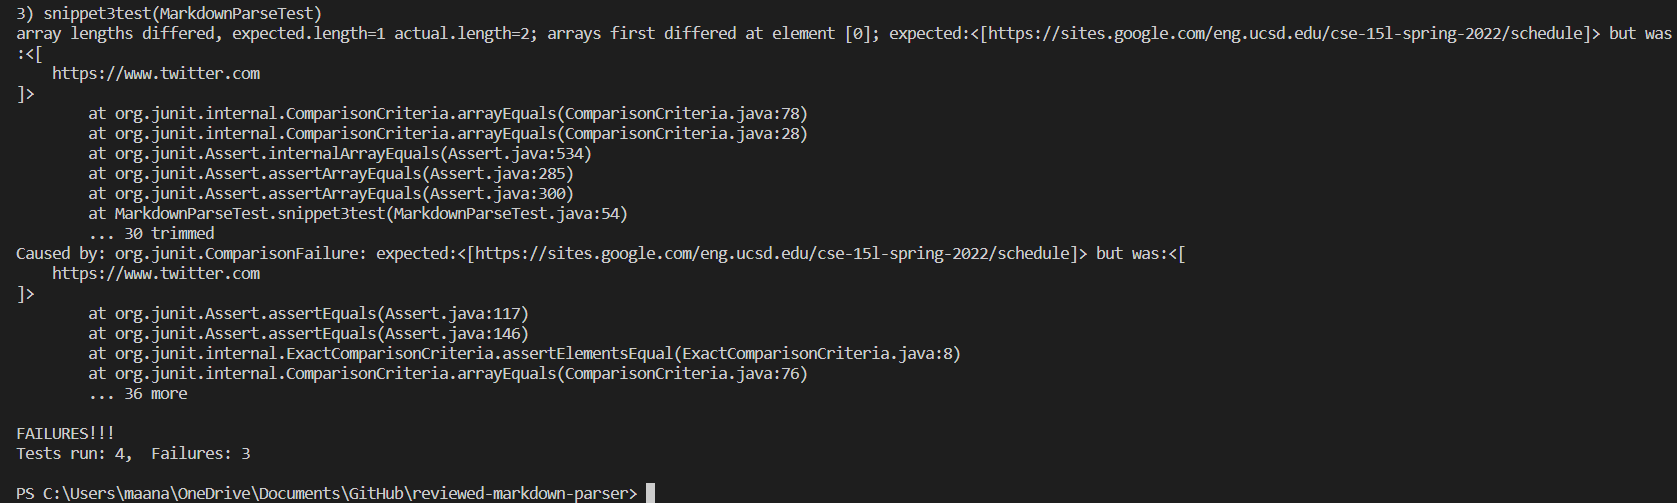 3) snippet3test(MarkdownParseTest)
array lengths differed, expected.length=1 actual.length=2; arrays first differed at element [0]; expected:<[https://sites.google.com/eng.ucsd.edu/cse-15l-spring-2022/schedule]> but was
:<[
    https://www.twitter.com
]>
        at org.junit.internal.ComparisonCriteria.arrayEquals(ComparisonCriteria.java:78)
        at org.junit.internal.ComparisonCriteria.arrayEquals(ComparisonCriteria.java:28)
        at org.junit.Assert.internalArrayEquals(Assert.java:534)
        at org.junit.Assert.assertArrayEquals(Assert.java:285)
        at org.junit.Assert.assertArrayEquals(Assert.java:300)
        at MarkdownParseTest.snippet3test(MarkdownParseTest.java:54)
        ... 30 trimmed
Caused by: org.junit.ComparisonFailure: expected:<[https://sites.google.com/eng.ucsd.edu/cse-15l-spring-2022/schedule]> but was:<[
    https://www.twitter.com
]>
        at org.junit.Assert.assertEquals(Assert.java:117)
        at org.junit.Assert.assertEquals(Assert.java:146)
        at org.junit.internal.ExactComparisonCriteria.assertElementsEqual(ExactComparisonCriteria.java:8)
        at org.junit.internal.ComparisonCriteria.arrayEquals(ComparisonCriteria.java:76)
        ... 36 more

FAILURES!!!
Tests run: 4,  Failures: 3

PS C:\Users\maana\OneDrive\Documents\GitHub\reviewed-markdown-parser>